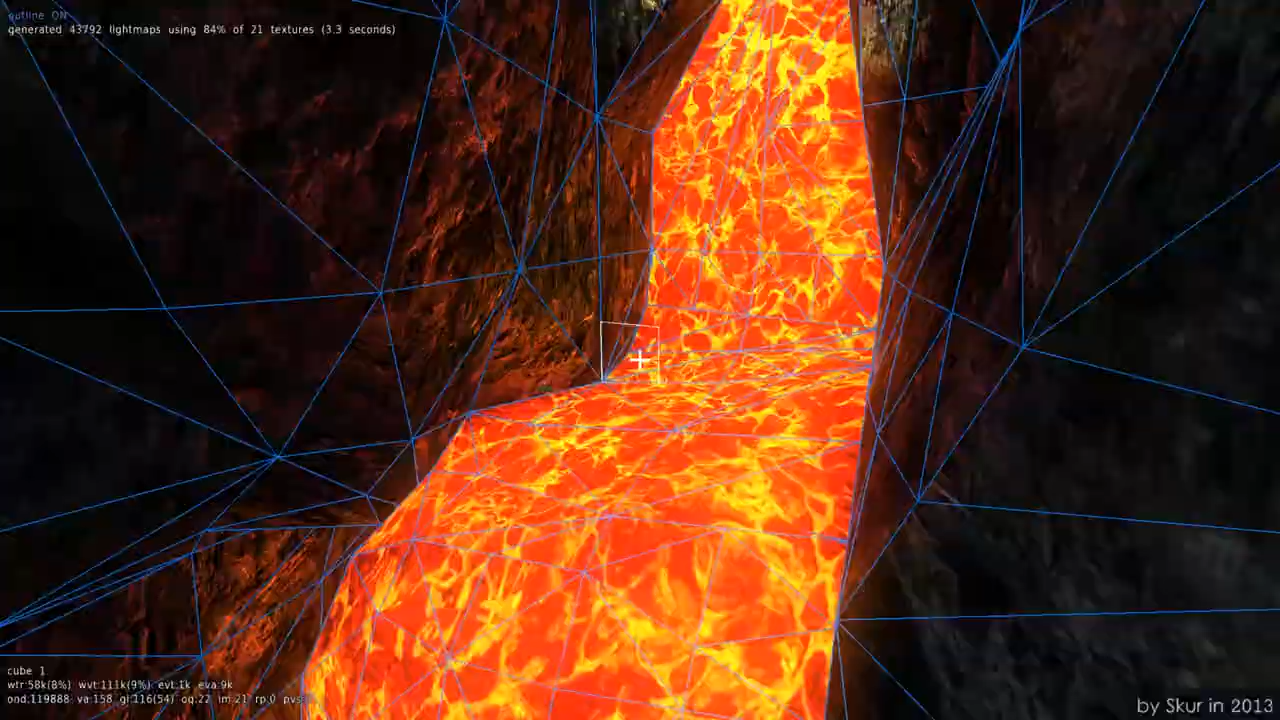 outline ON
generated 43792 lightmaps using 84% of 21 textures (3.3 seconds)
cube 1
wtr:58k(8%) wvt:111k(9%) evt:1k eva:9k
ond:119888 va:158 gl:116(54) oq:22 lm:21 rp:0 pvs:
by Skur in 2013